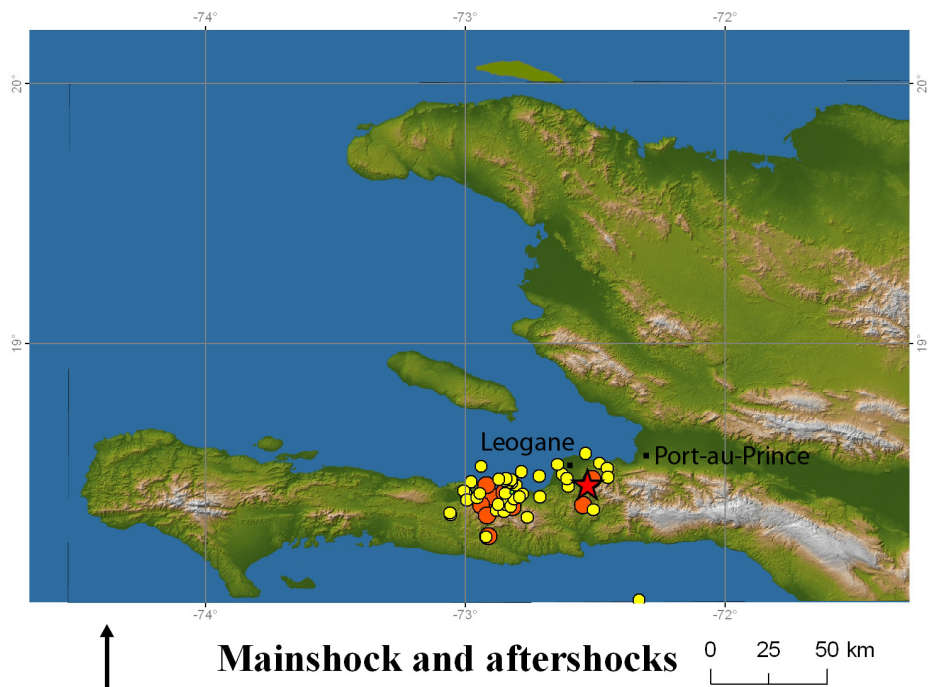 -74° -73° -72°
20° 20°
19° 19°
Leogane
Port-au-Prince
-74° -73° -72°
Mainshock and aftershocks
0 25 50 km